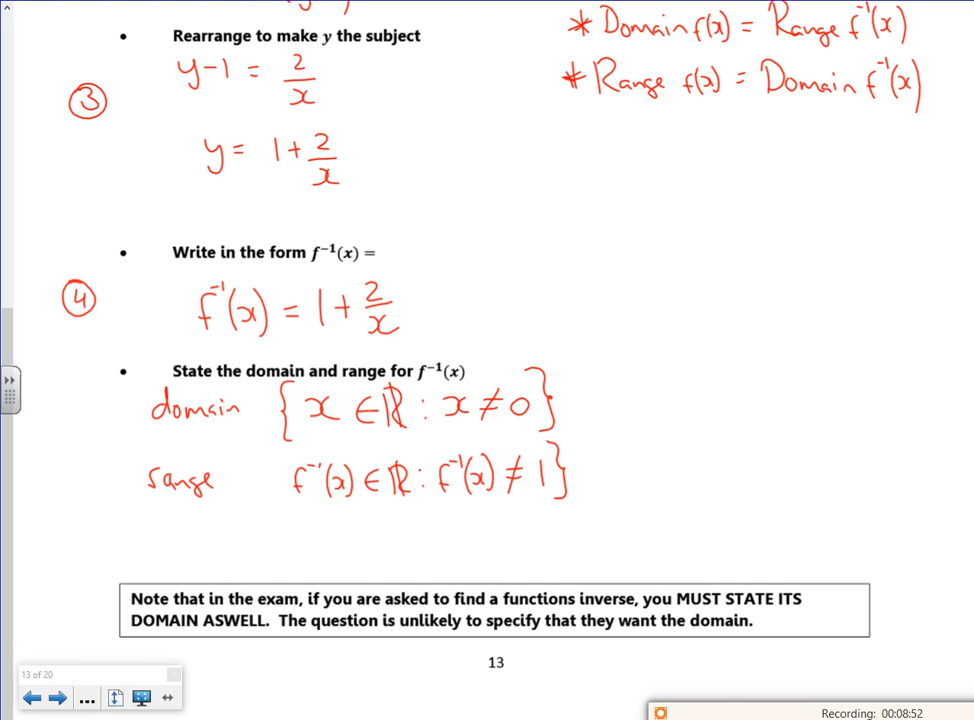 * Domain f(x) = Range f⁻¹(x)
• Rearrange to make y the subject
* Range f(x) = Domain f⁻¹(x)
y-1 = 2/x
③
y = 1+ 2/x
• Write in the form f⁻¹(x) =
④ f⁻¹(x) = 1+ 2/x
• State the domain and range for f⁻¹(x)
domain {x ∈ ℝ : x ≠ 0}
range f⁻¹(x) ∈ ℝ : f⁻¹(x) ≠ 1}
Note that in the exam, if you are asked to find a functions inverse, you MUST STATE ITS
DOMAIN ASWELL. The question is unlikely to specify that they want the domain.
13
13 of 20
...
Recording: 00:08:52